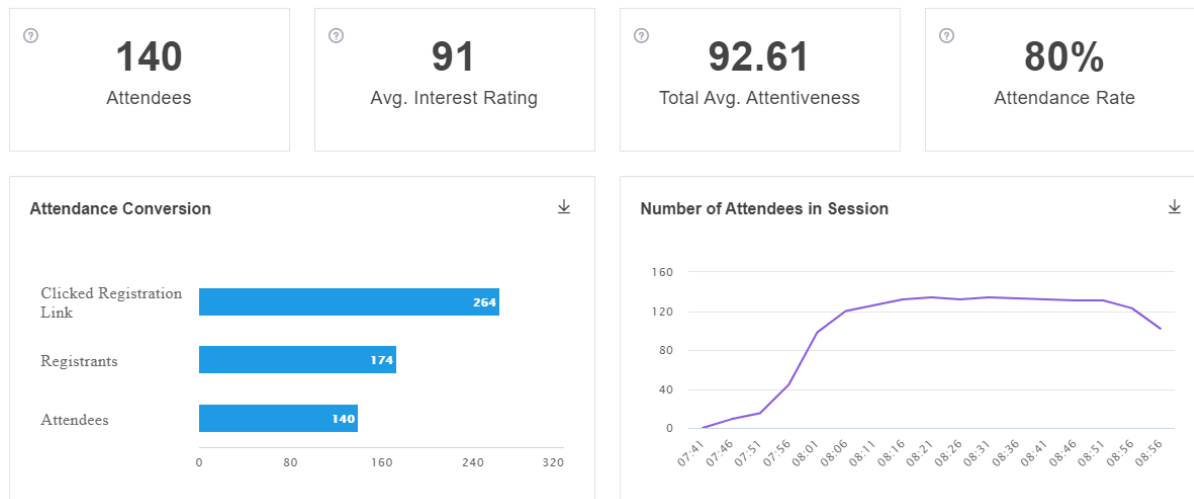 140
Attendees
91
Avg. Interest Rating
92.61
Total Avg. Attentiveness
80%
Attendance Rate
Attendance Conversion
Clicked Registration
Link
264
Registrants
174
Attendees
140
0 80 160 240 320
Number of Attendees in Session
160
120
80
40
0
07:41 07:46 07:51 07:56 08:01 08:06 08:11 08:16 08:21 08:26 08:31 08:36 08:41 08:46 08:51 08:56 08:56